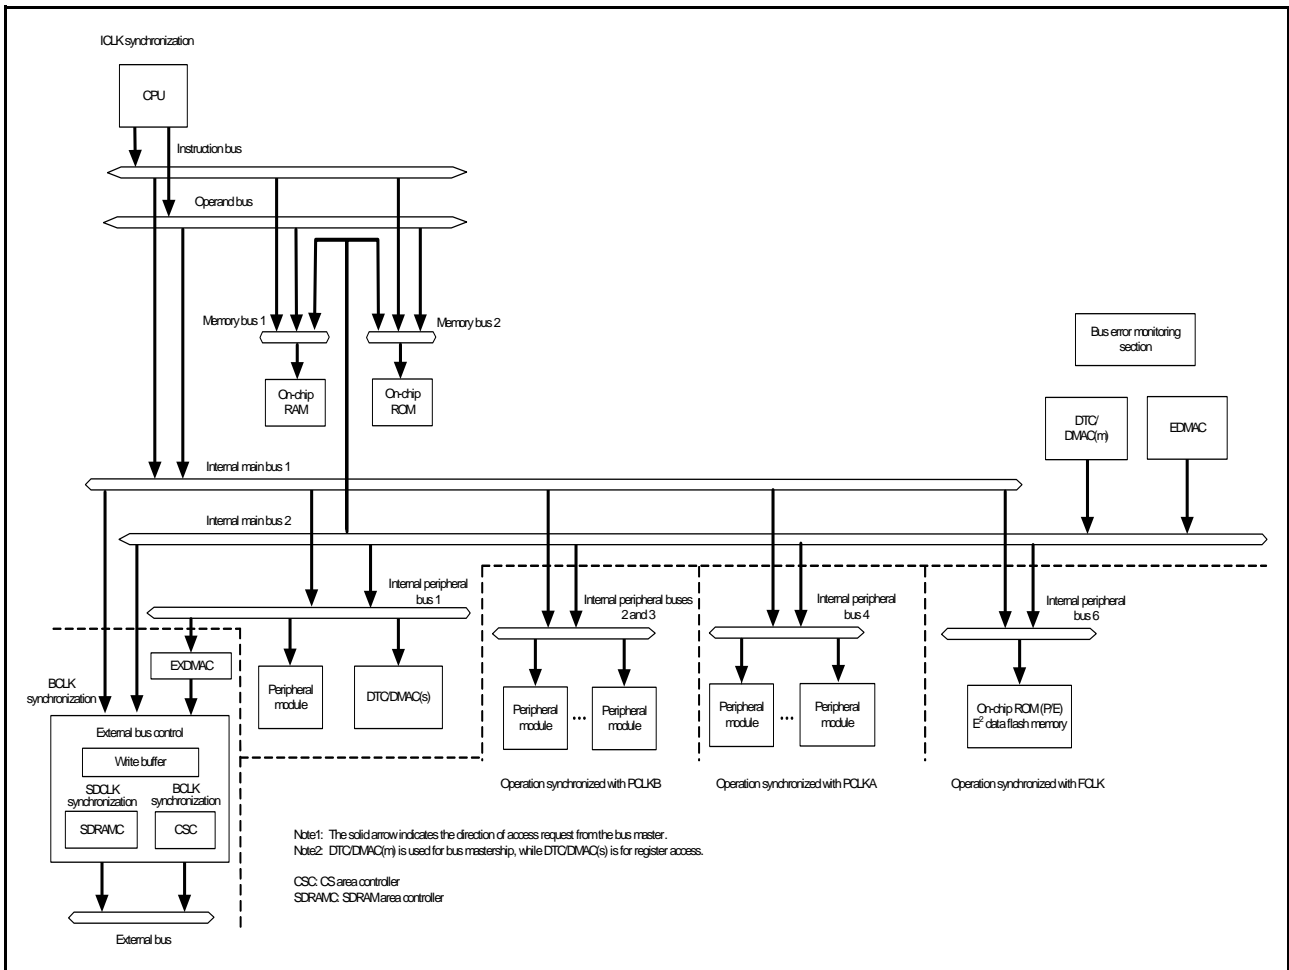 ICLK synchronization
CPU
Instruction bus
Operand bus
Memory bus 1
Memory bus 2
Bus error monitoring
section
On-chip
RAM
On-chip
ROM
DTC/
DMAC(m)
EDMAC
Internal main bus 1
Internal main bus 2
Internal peripheral
bus 1
Internal peripheral buses
2 and 3
Internal peripheral
bus 4
Internal peripheral
bus 6
EXDMAC
BCLK
synchronization
Peripheral
module
DTC/DMAC(s)
Peripheral
module
...
Peripheral
module
Peripheral
module
...
Peripheral
module
On-chip ROM (P/E)
E² data flash memory
External bus control
Write buffer
SDCLK
synchronization
BCLK
synchronization
SDRAMC
CSC
Operation synchronized with PCLKB
Operation synchronized with PCLKA
Operation synchronized with FCLK
Note1: The solid arrow indicates the direction of access request from the bus master.
Note2: DTC/DMAC(m) is used for bus mastership, while DTC/DMAC(s) is for register access.
CSC: CS area controller
SDRAMC: SDRAM area controller
External bus